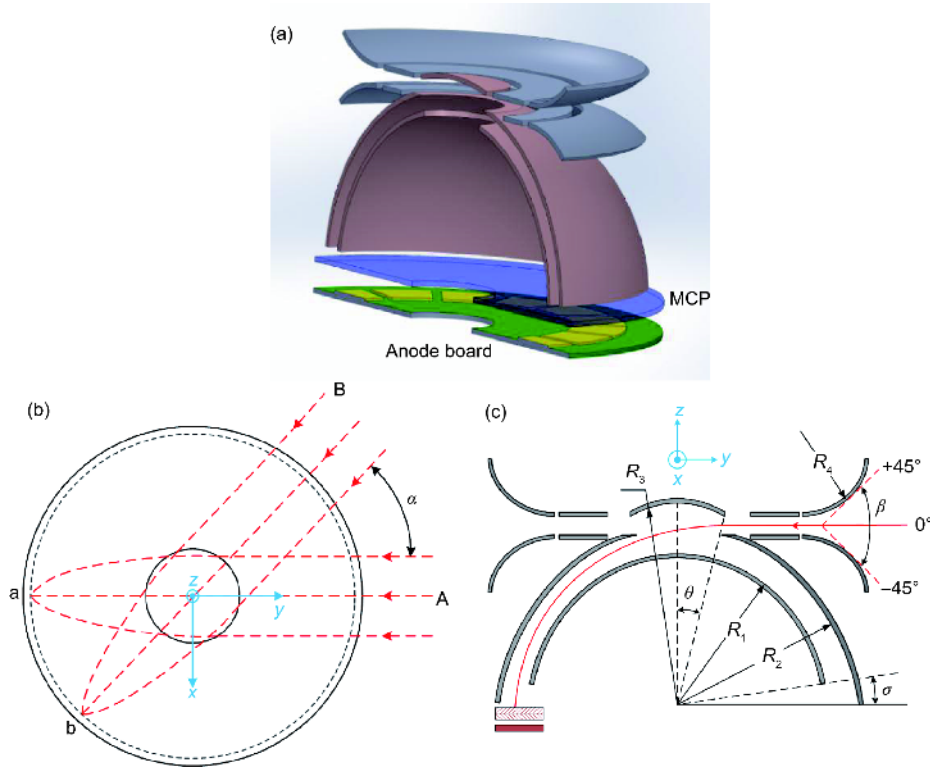 (a)
MCP
Anode board
(b)
B
α
a
z
y
A
x
b
(c)
z
y
x
R3
R4
+45°
β
0°
−45°
θ
R1
R2
σ